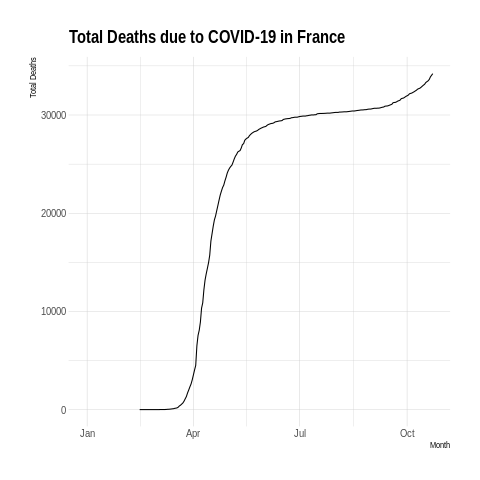 Total Deaths due to COVID-19 in France
Total Deaths
30000
20000
10000
0
Jan Apr Jul Oct
Month